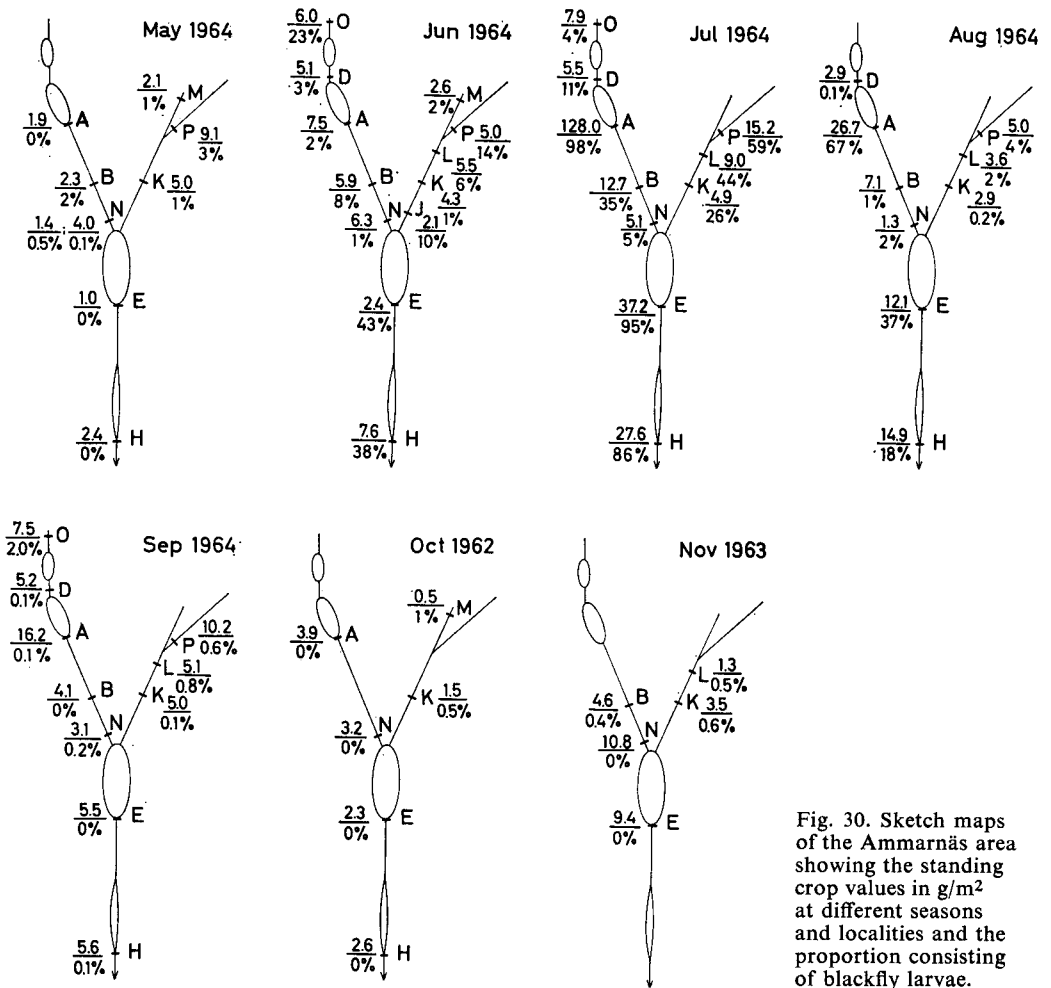 May 1964
2.1
1%
M
1.9
0%
A
P
9.1
3%
2.3
2%
B
K
5.0
1%
N
1.4
0.5%
;
4.0
0.1%
1.0
0%
E
2.4
0%
H
Jun 1964
6.0
23%
O
5.1
3%
D
2.6
2%
M
7.5
2%
A
P
5.0
14%
L
5.5
6%
5.9
8%
B
K
4.3
1%
N
J
2.1
10%
6.3
1%
2.4
43%
E
7.6
38%
H
Jul 1964
7.9
4%
O
5.5
11%
D
128.0
98%
A
P
15.2
59%
L
9.0
44%
12.7
35%
B
K
4.9
26%
N
5.1
5%
37.2
95%
E
27.6
86%
H
Aug 1964
2.9
0.1%
D
26.7
67%
A
P
5.0
4%
L
3.6
2%
7.1
1%
B
K
2.9
0.2%
N
1.3
2%
12.1
37%
E
14.9
18%
H
Sep 1964
7.5
2.0%
O
5.2
0.1%
D
16.2
0.1%
A
P
10.2
0.6%
L
5.1
0.8%
4.1
0%
B
K
5.0
0.1%
N
3.1
0.2%
5.5
0%
E
5.6
0.1%
H
Oct 1962
0.5
1%
M
3.9
0%
A
K
1.5
0.5%
N
3.2
0%
2.3
0%
E
2.6
0%
H
Nov 1963
L
1.3
0.5%
4.6
0.4%
B
K
3.5
0.6%
N
10.8
0%
9.4
0%
E
Fig. 30. Sketch maps
of the Ammarnäs area
showing the standing
crop values in g/m²
at different seasons
and localities and the
proportion consisting
of blackfly larvae.